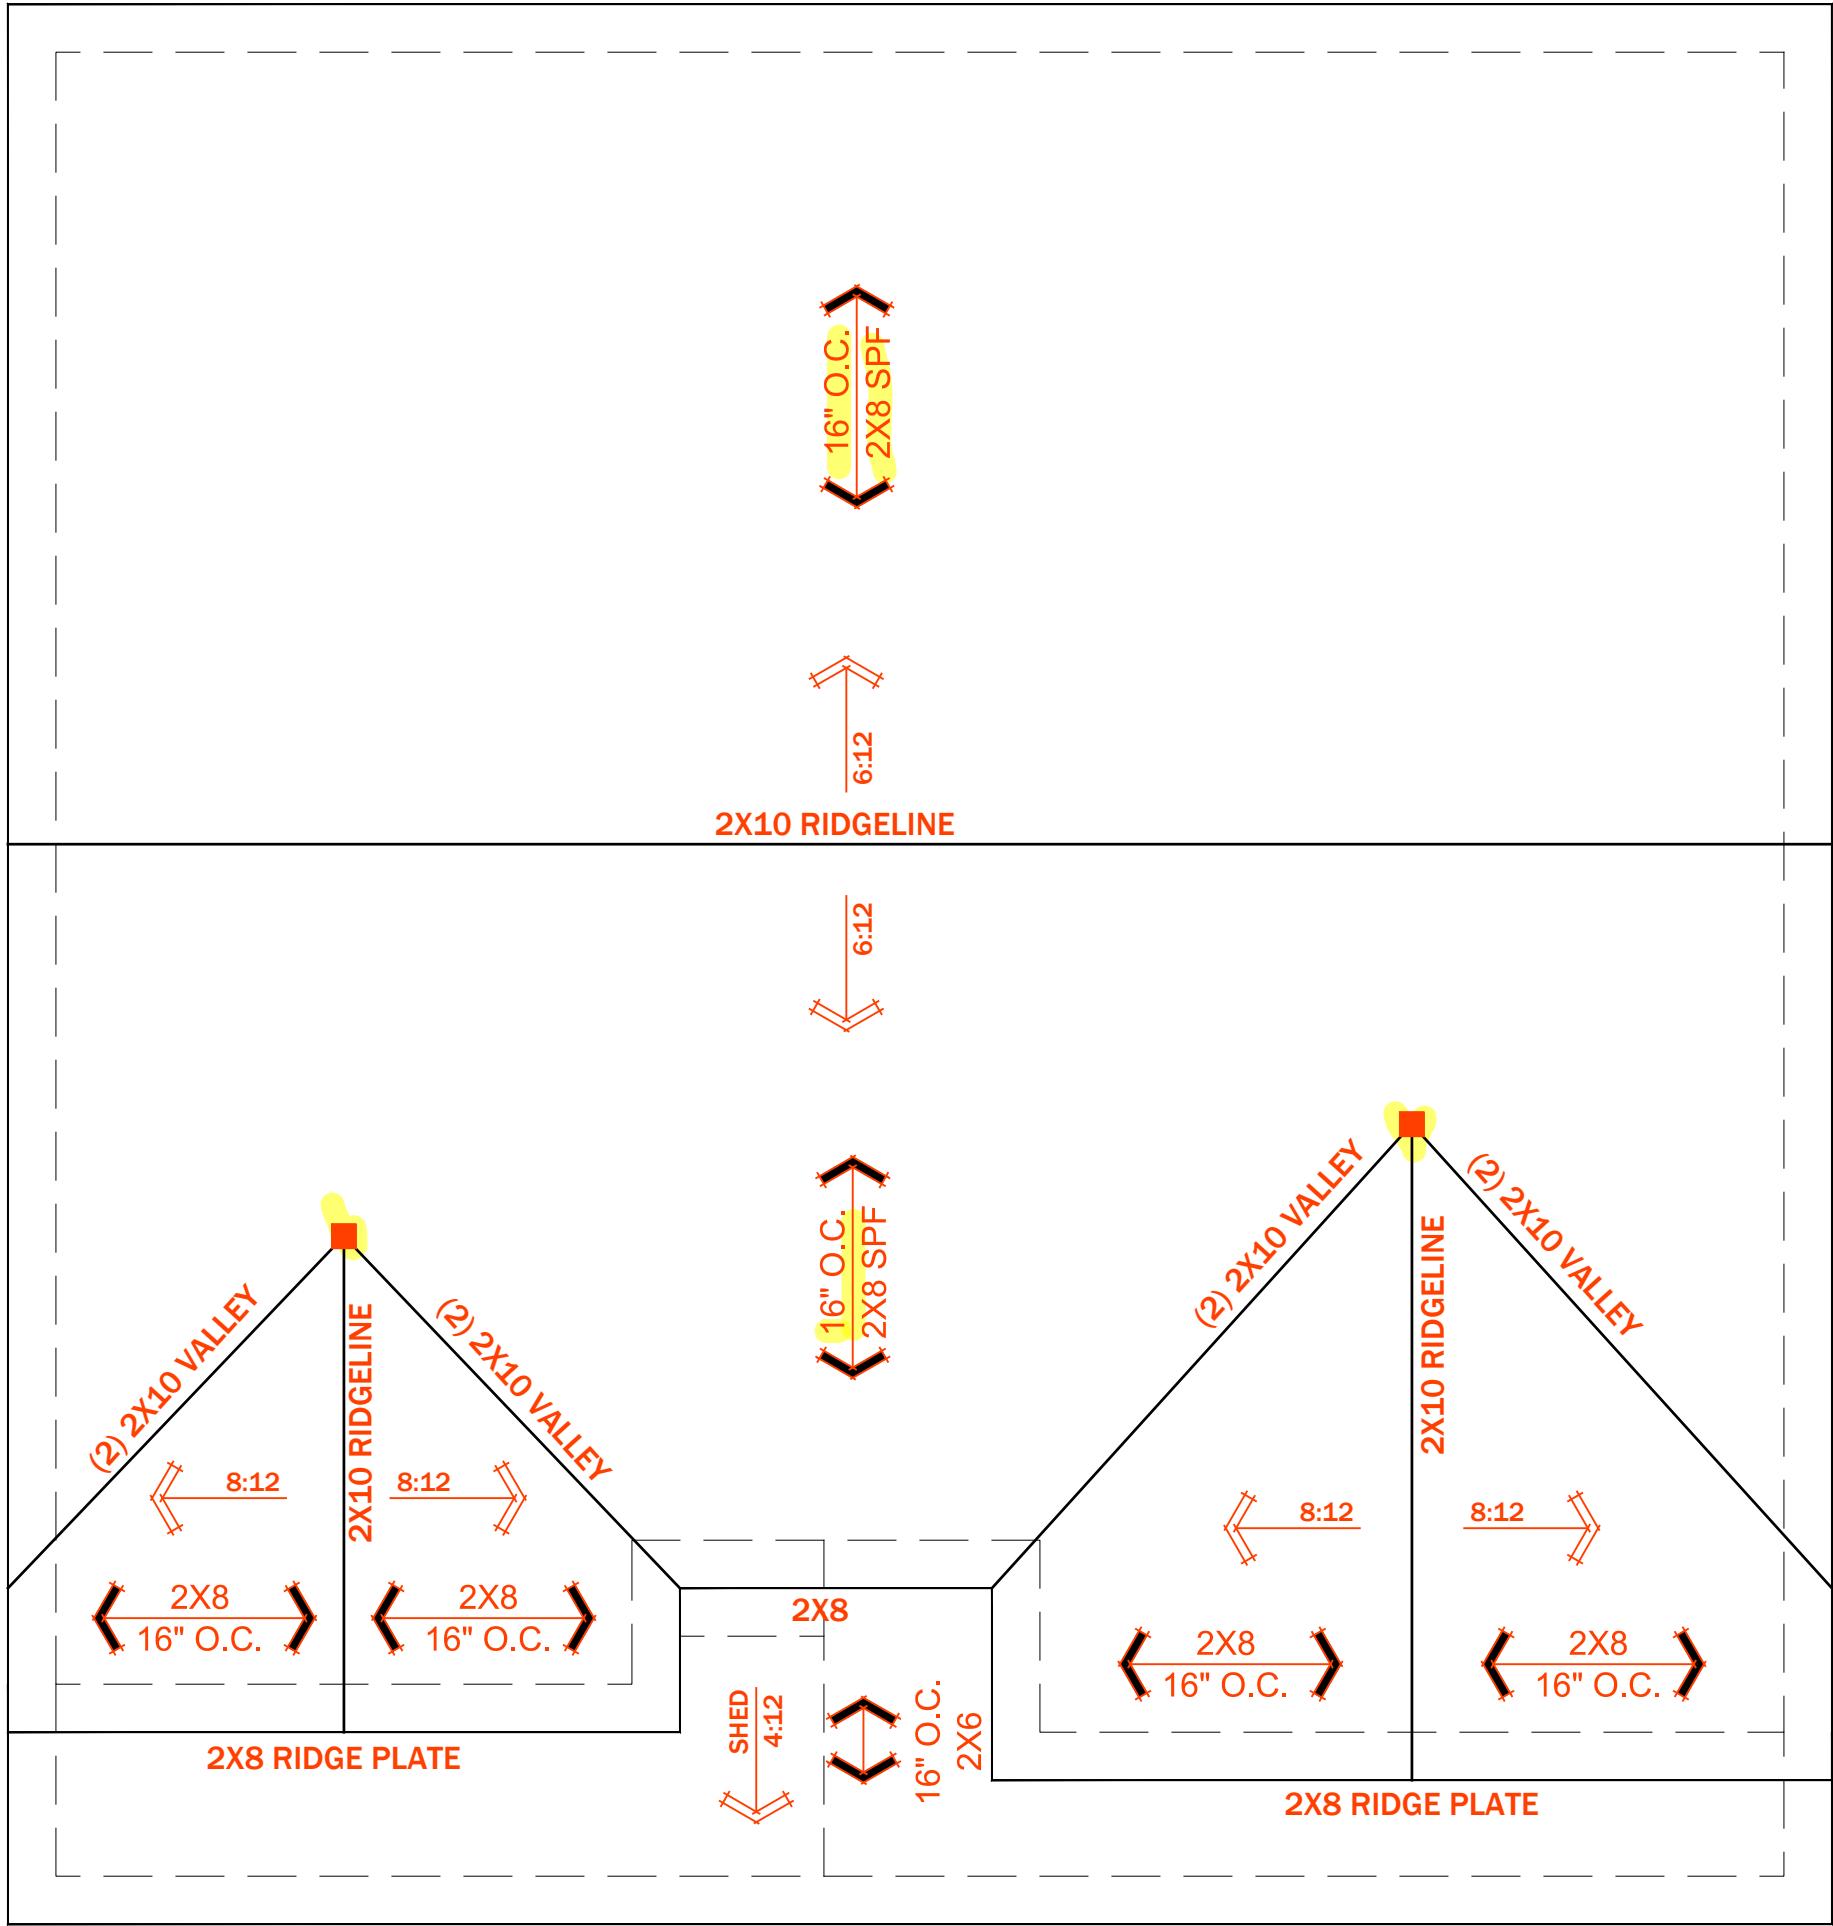 16" O.C.
2X8 SPF
6:12
2X10 RIDGELINE
6:12
16" O.C.
2X8 SPF
(2) 2X10 VALLEY
2X10 RIDGELINE
(2) 2X10 VALLEY
8:12
8:12
2X8
16" O.C.
2X8
16" O.C.
2X8 RIDGE PLATE
2X8
SHED
4:12
16" O.C.
2X6
(2) 2X10 VALLEY
2X10 RIDGELINE
(2) 2X10 VALLEY
8:12
8:12
2X8
16" O.C.
2X8
16" O.C.
2X8 RIDGE PLATE